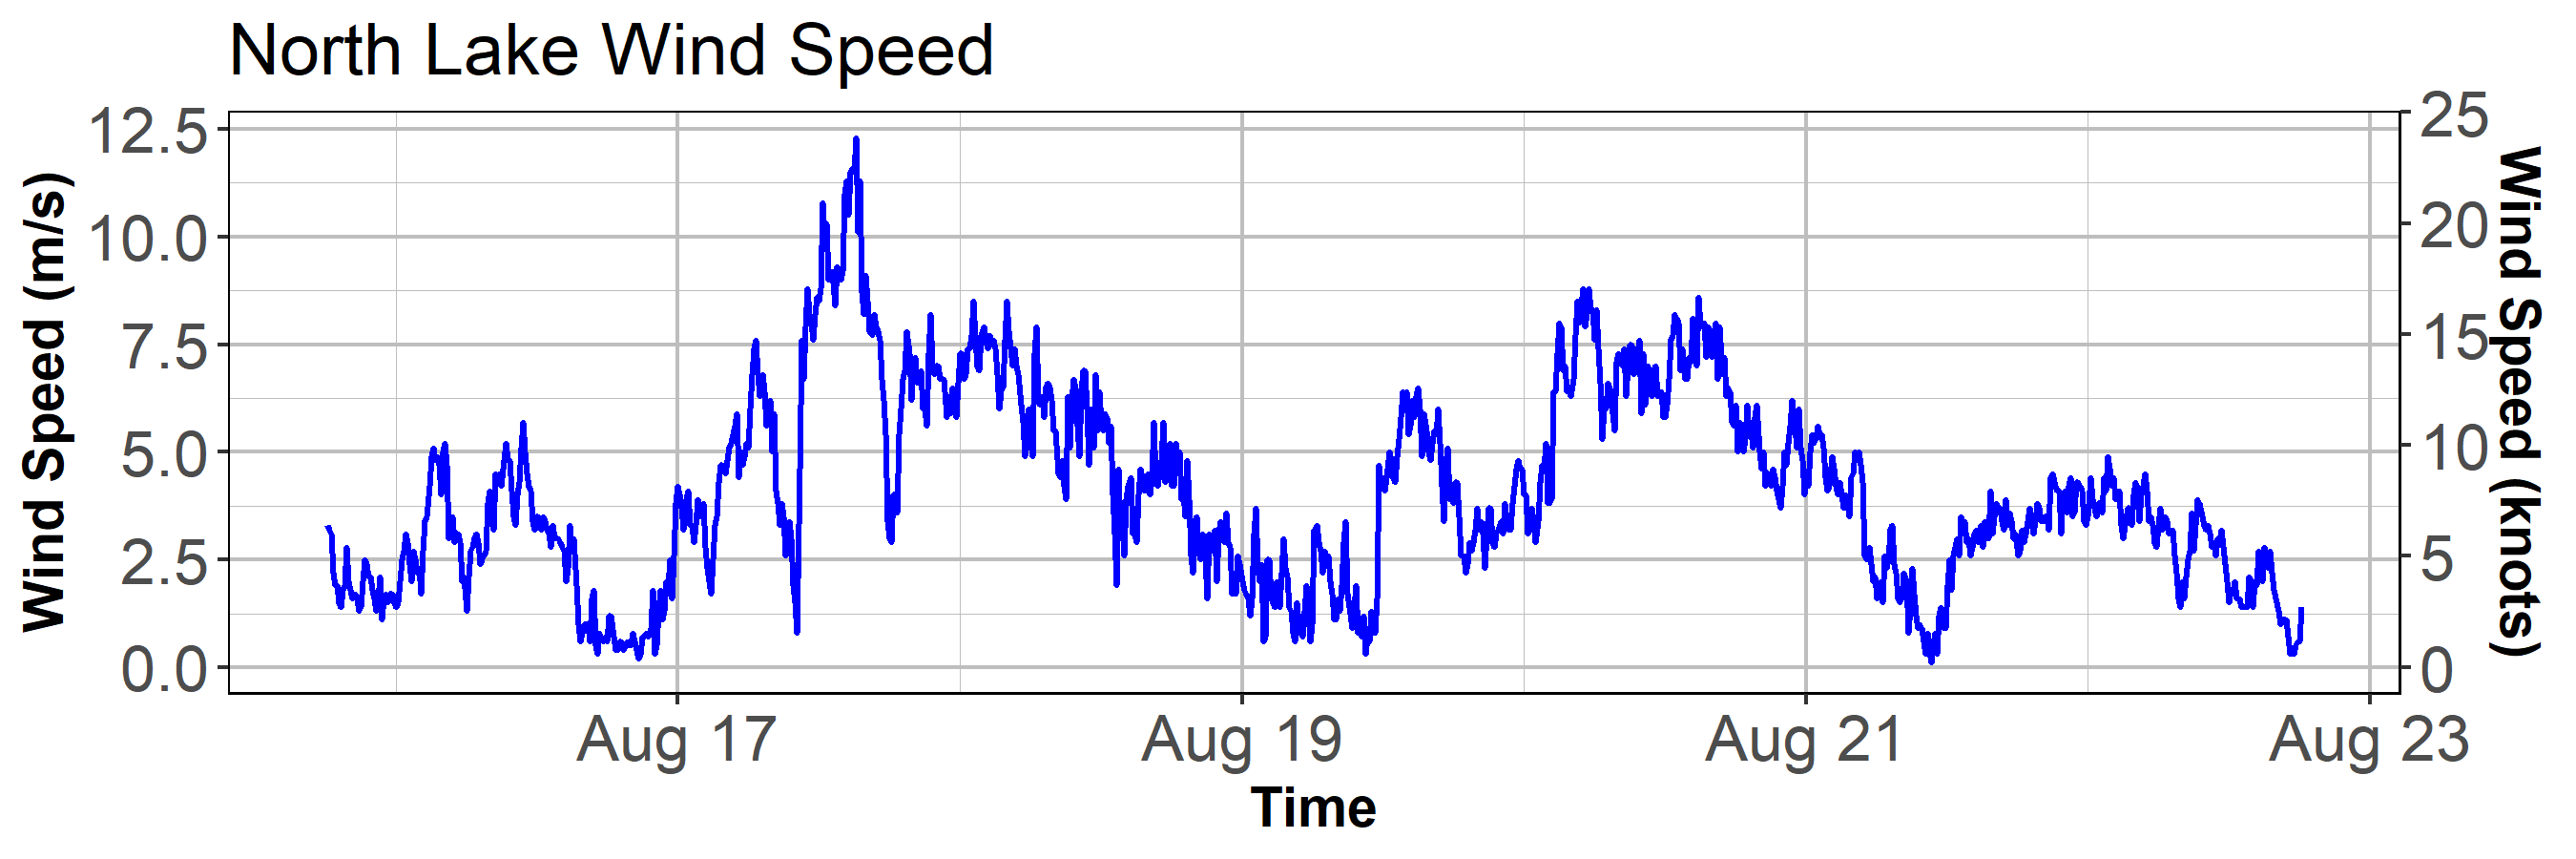 North Lake Wind Speed
Wind Speed (m/s)
12.5
10.0
7.5
5.0
2.5
0.0
25
20
15
10
5
0
Wind Speed (knots)
Aug 17 Aug 19 Aug 21 Aug 23
Time